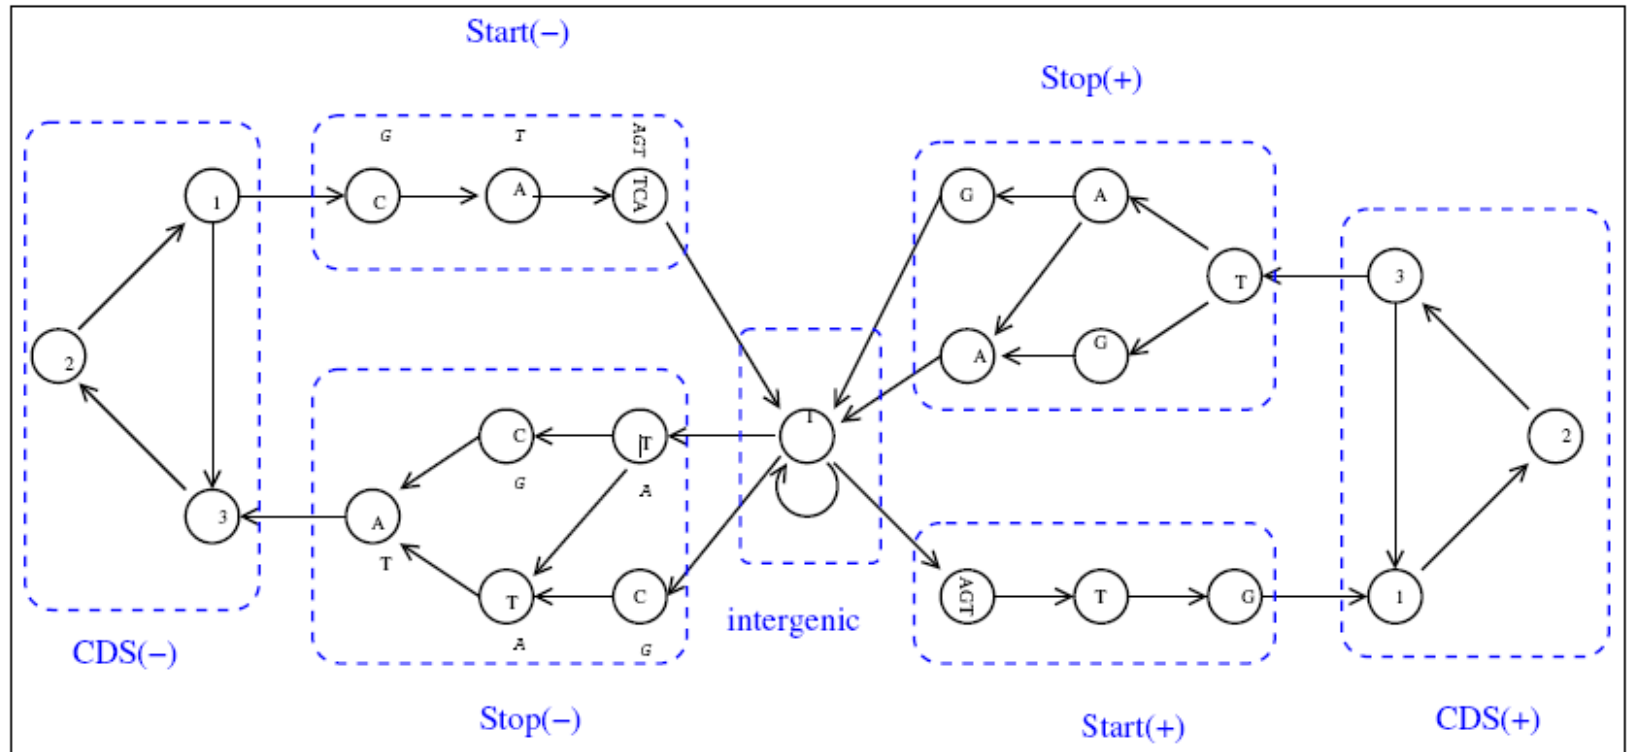 Start(−)
Stop(+)
G T AGT
1 C A TCA G A
T 3
2 A G
I
C T 2
G A
3 A
T
T C AGT T G 1
A G
intergenic
CDS(−)
Stop(−) Start(+) CDS(+)